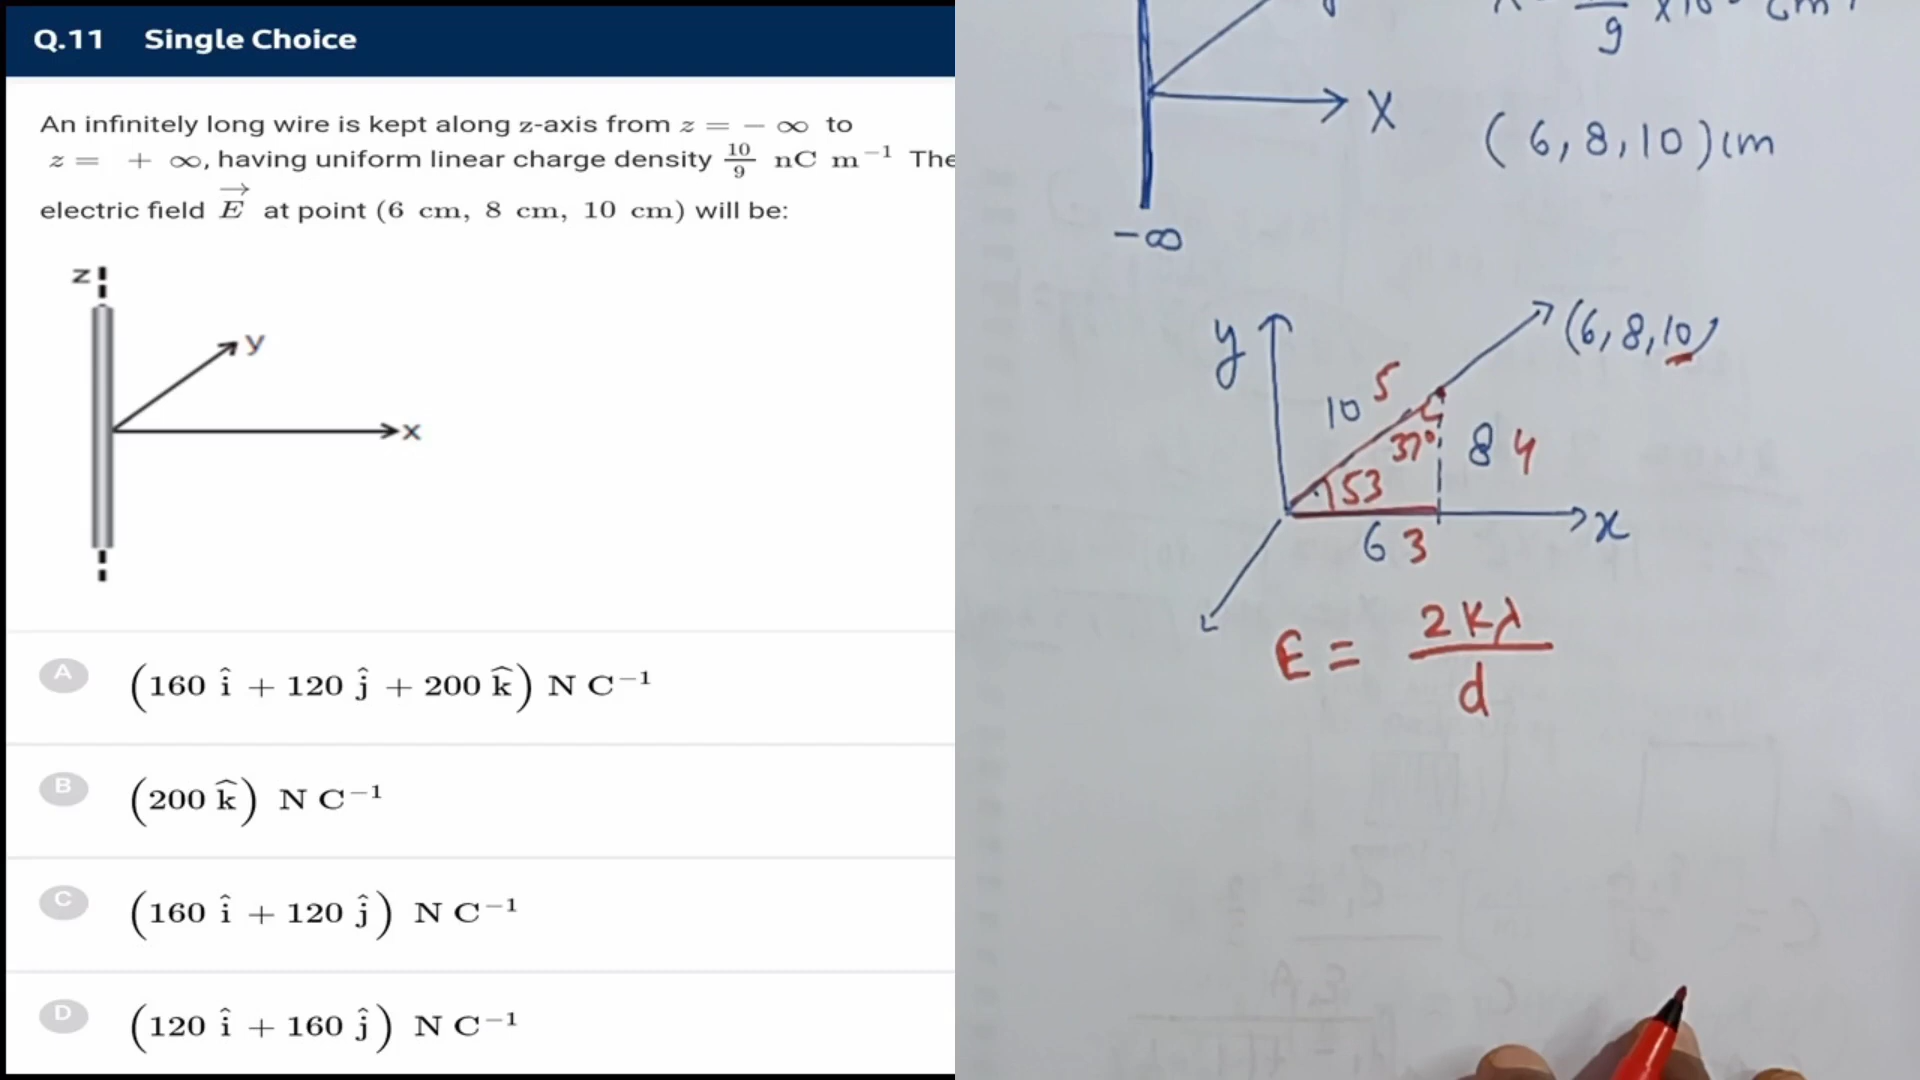 Q.11 Single Choice
An infinitely long wire is kept along z-axis from z = − ∞ to
z = + ∞, having uniform linear charge density 10/9 nC m⁻¹ The
electric field E⃗ at point (6 cm, 8 cm, 10 cm) will be:
z
y
x
A (160 î + 120 ĵ + 200 k̂) N C⁻¹
B (200 k̂) N C⁻¹
C (160 î + 120 ĵ) N C⁻¹
D (120 î + 160 ĵ) N C⁻¹
9
X
(6, 8, 10) cm
−∞
y
(6, 8, 10)
10 5
37°
8 4
53
x
6 3
E = 2kλ/d